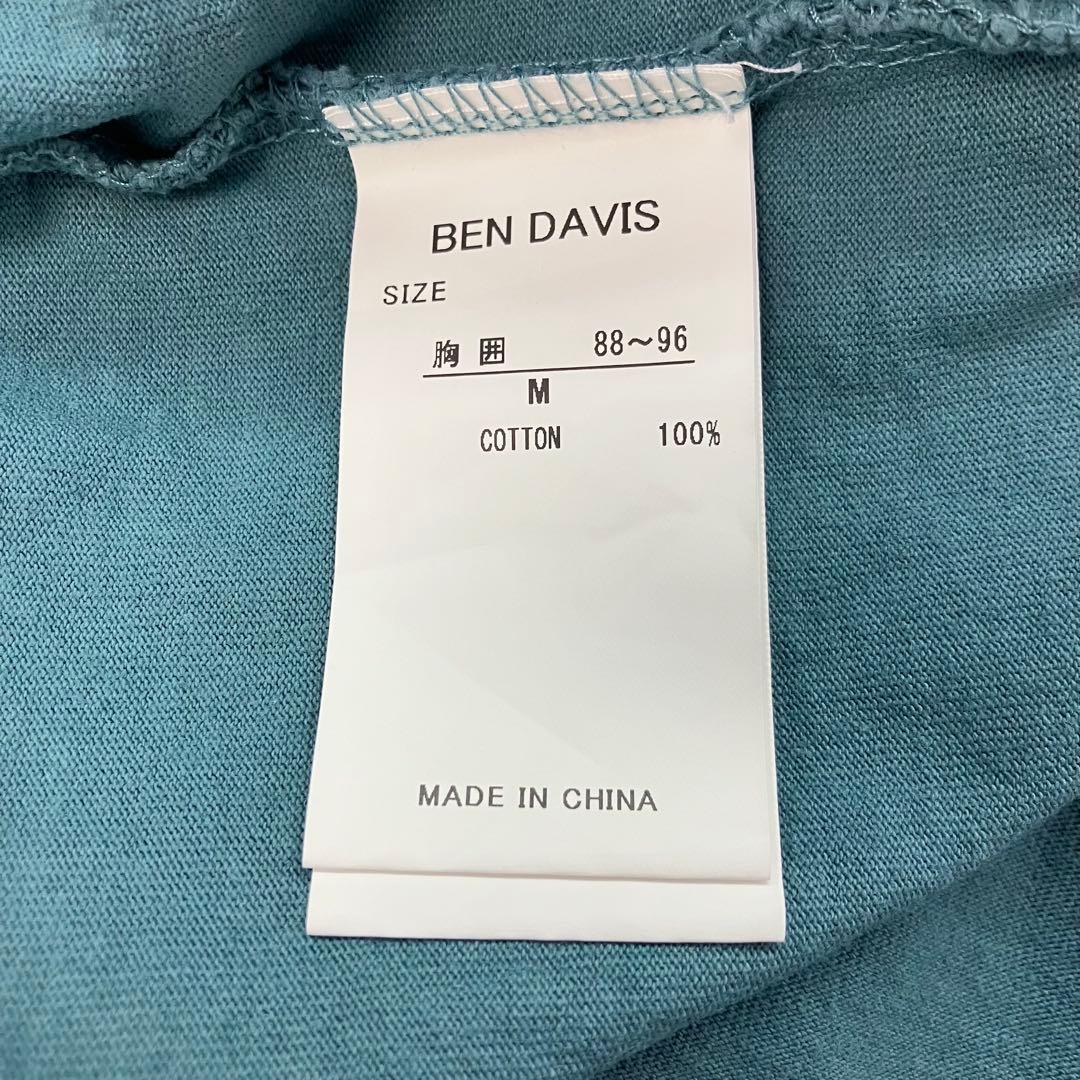 BEN DAVIS
SIZE
胸囲 88～96
M
COTTON 100%
MADE IN CHINA